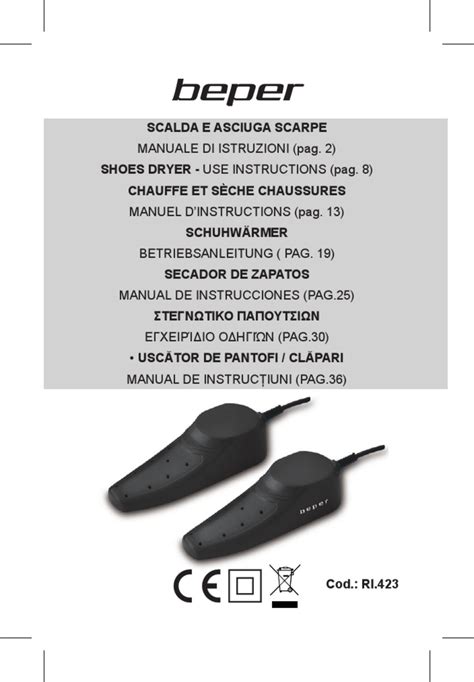 beper
SCALDA E ASCIUGA SCARPE
MANUALE DI ISTRUZIONI (pag. 2)
SHOES DRYER - USE INSTRUCTIONS (pag. 8)
CHAUFFE ET SÈCHE CHAUSSURES
MANUEL D'INSTRUCTIONS (pag. 13)
SCHUHWÄRMER
BETRIEBSANLEITUNG ( PAG. 19)
SECADOR DE ZAPATOS
MANUAL DE INSTRUCCIONES (PAG.25)
ΣΤΕΓΝΩΤΙΚΟ ΠΑΠΟΥΤΣΙΩΝ
ΕΓΧΕΙΡΊΔΙΟ ΟΔΗΓΙΏΝ (PAG.30)
• USCĂTOR DE PANTOFI / CLĂPARI
MANUAL DE INSTRUCŢIUNI (PAG.36)
beper
CE
Cod.: RI.423